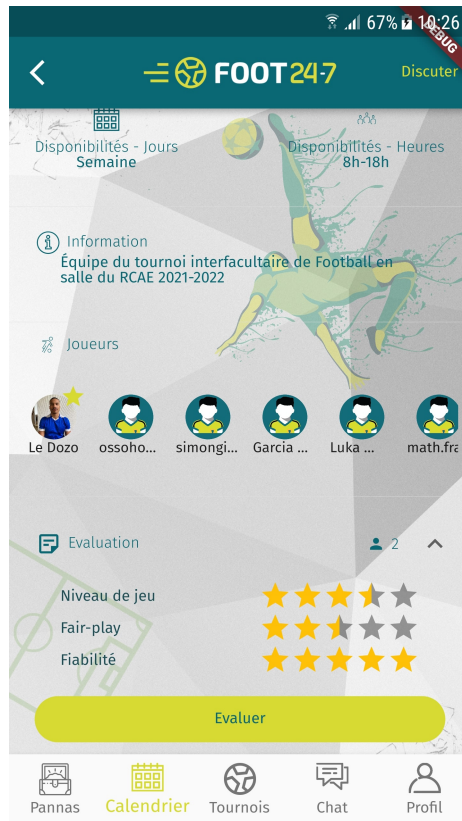 67% 10:26
DEBUG
FOOT24-7
Discuter
Disponibilités - Jours
Semaine
Disponibilités - Heures
8h-18h
Information
Équipe du tournoi interfacultaire de Football en
salle du RCAE 2021-2022
Joueurs
Le Dozo
ossoho...
simongi...
Garcia ...
Luka ...
math.fra
Evaluation
2
Niveau de jeu
Fair-play
Fiabilité
Evaluer
Pannas
Calendrier
Tournois
Chat
Profil